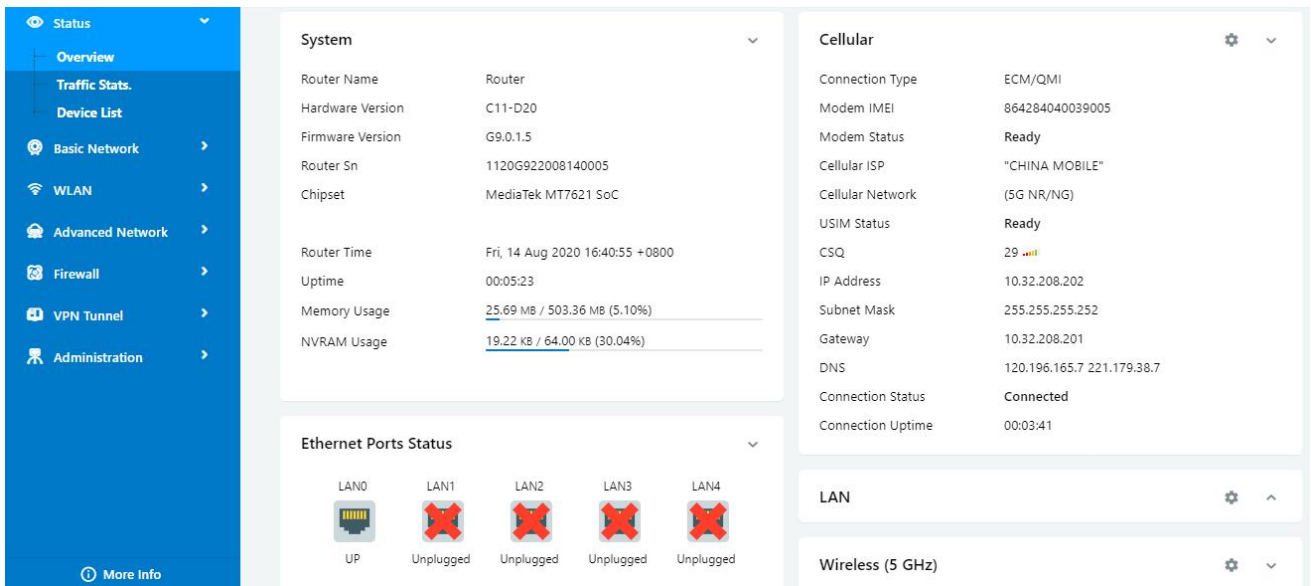 Status
Overview
Traffic Stats.
Device List
Basic Network
WLAN
Advanced Network
Firewall
VPN Tunnel
Administration
More Info
System
Router Name Router
Hardware Version C11-D20
Firmware Version G9.0.1.5
Router Sn 1120G922008140005
Chipset MediaTek MT7621 SoC
Router Time Fri, 14 Aug 2020 16:40:55 +0800
Uptime 00:05:23
Memory Usage 25.69 MB / 503.36 MB (5.10%)
NVRAM Usage 19.22 KB / 64.00 KB (30.04%)
Ethernet Ports Status
LAN0 LAN1 LAN2 LAN3 LAN4
UP Unplugged Unplugged Unplugged Unplugged
Cellular
Connection Type ECM/QMI
Modem IMEI 864284040039005
Modem Status Ready
Cellular ISP "CHINA MOBILE"
Cellular Network (5G NR/NG)
USIM Status Ready
CSQ 29
IP Address 10.32.208.202
Subnet Mask 255.255.255.252
Gateway 10.32.208.201
DNS 120.196.165.7 221.179.38.7
Connection Status Connected
Connection Uptime 00:03:41
LAN
Wireless (5 GHz)